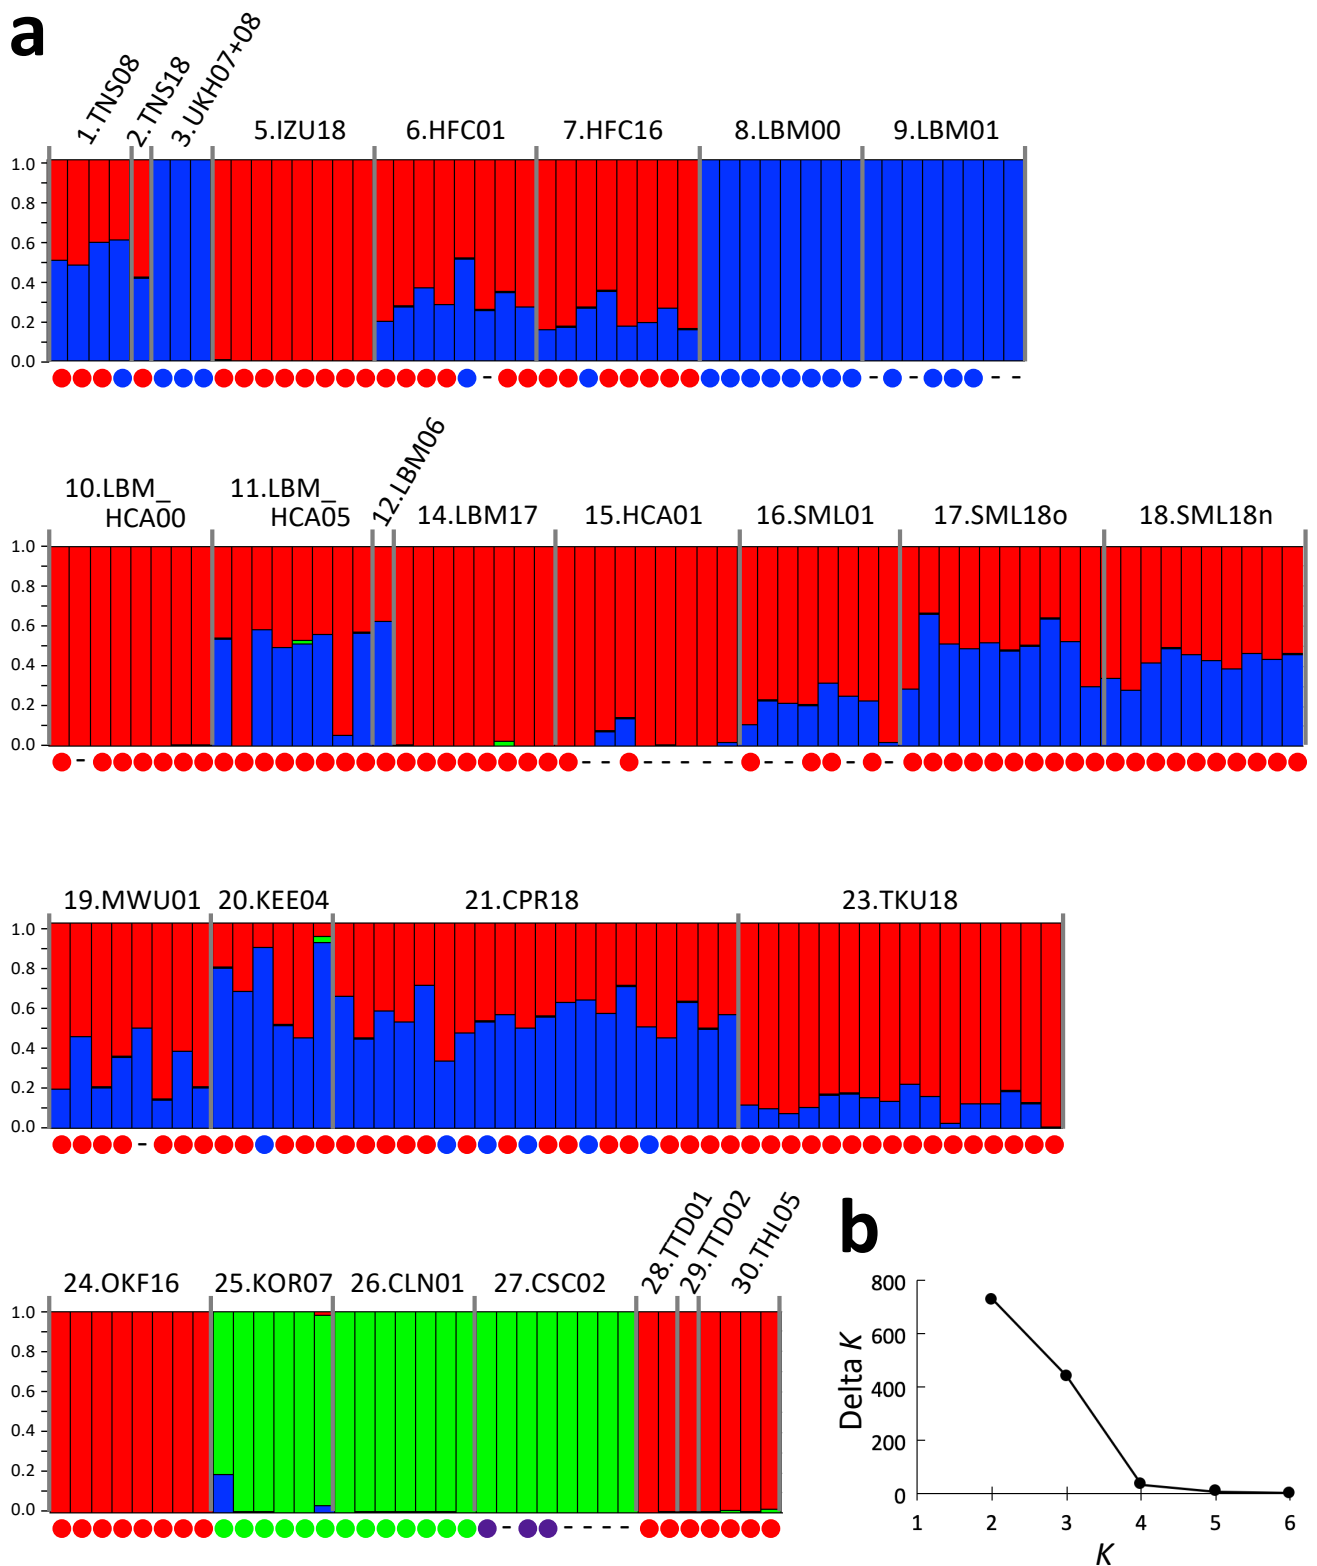 a
1.TNS08 2.TNS18 3.UKH07+08 5.IZU18 6.HFC01 7.HFC16 8.LBM00 9.LBM01
1.0
0.8
0.6
0.4
0.2
0.0
- - - - -
10.LBM_ HCA00 11.LBM_ HCA05 12.LBM06 14.LBM17 15.HCA01 16.SML01 17.SML18o 18.SML18n
1.0
0.8
0.6
0.4
0.2
0.0
- - - - - - - - - - - -
19.MWU01 20.KEE04 21.CPR18 23.TKU18
1.0
0.8
0.6
0.4
0.2
0.0
-
24.OKF16 25.KOR07 26.CLN01 27.CSC02 28.TTD01 29.TTD02 30.THL05
1.0
0.8
0.6
0.4
0.2
0.0
- - - - -
b
Delta K
800
600
400
200
0
1 2 3 4 5 6
K